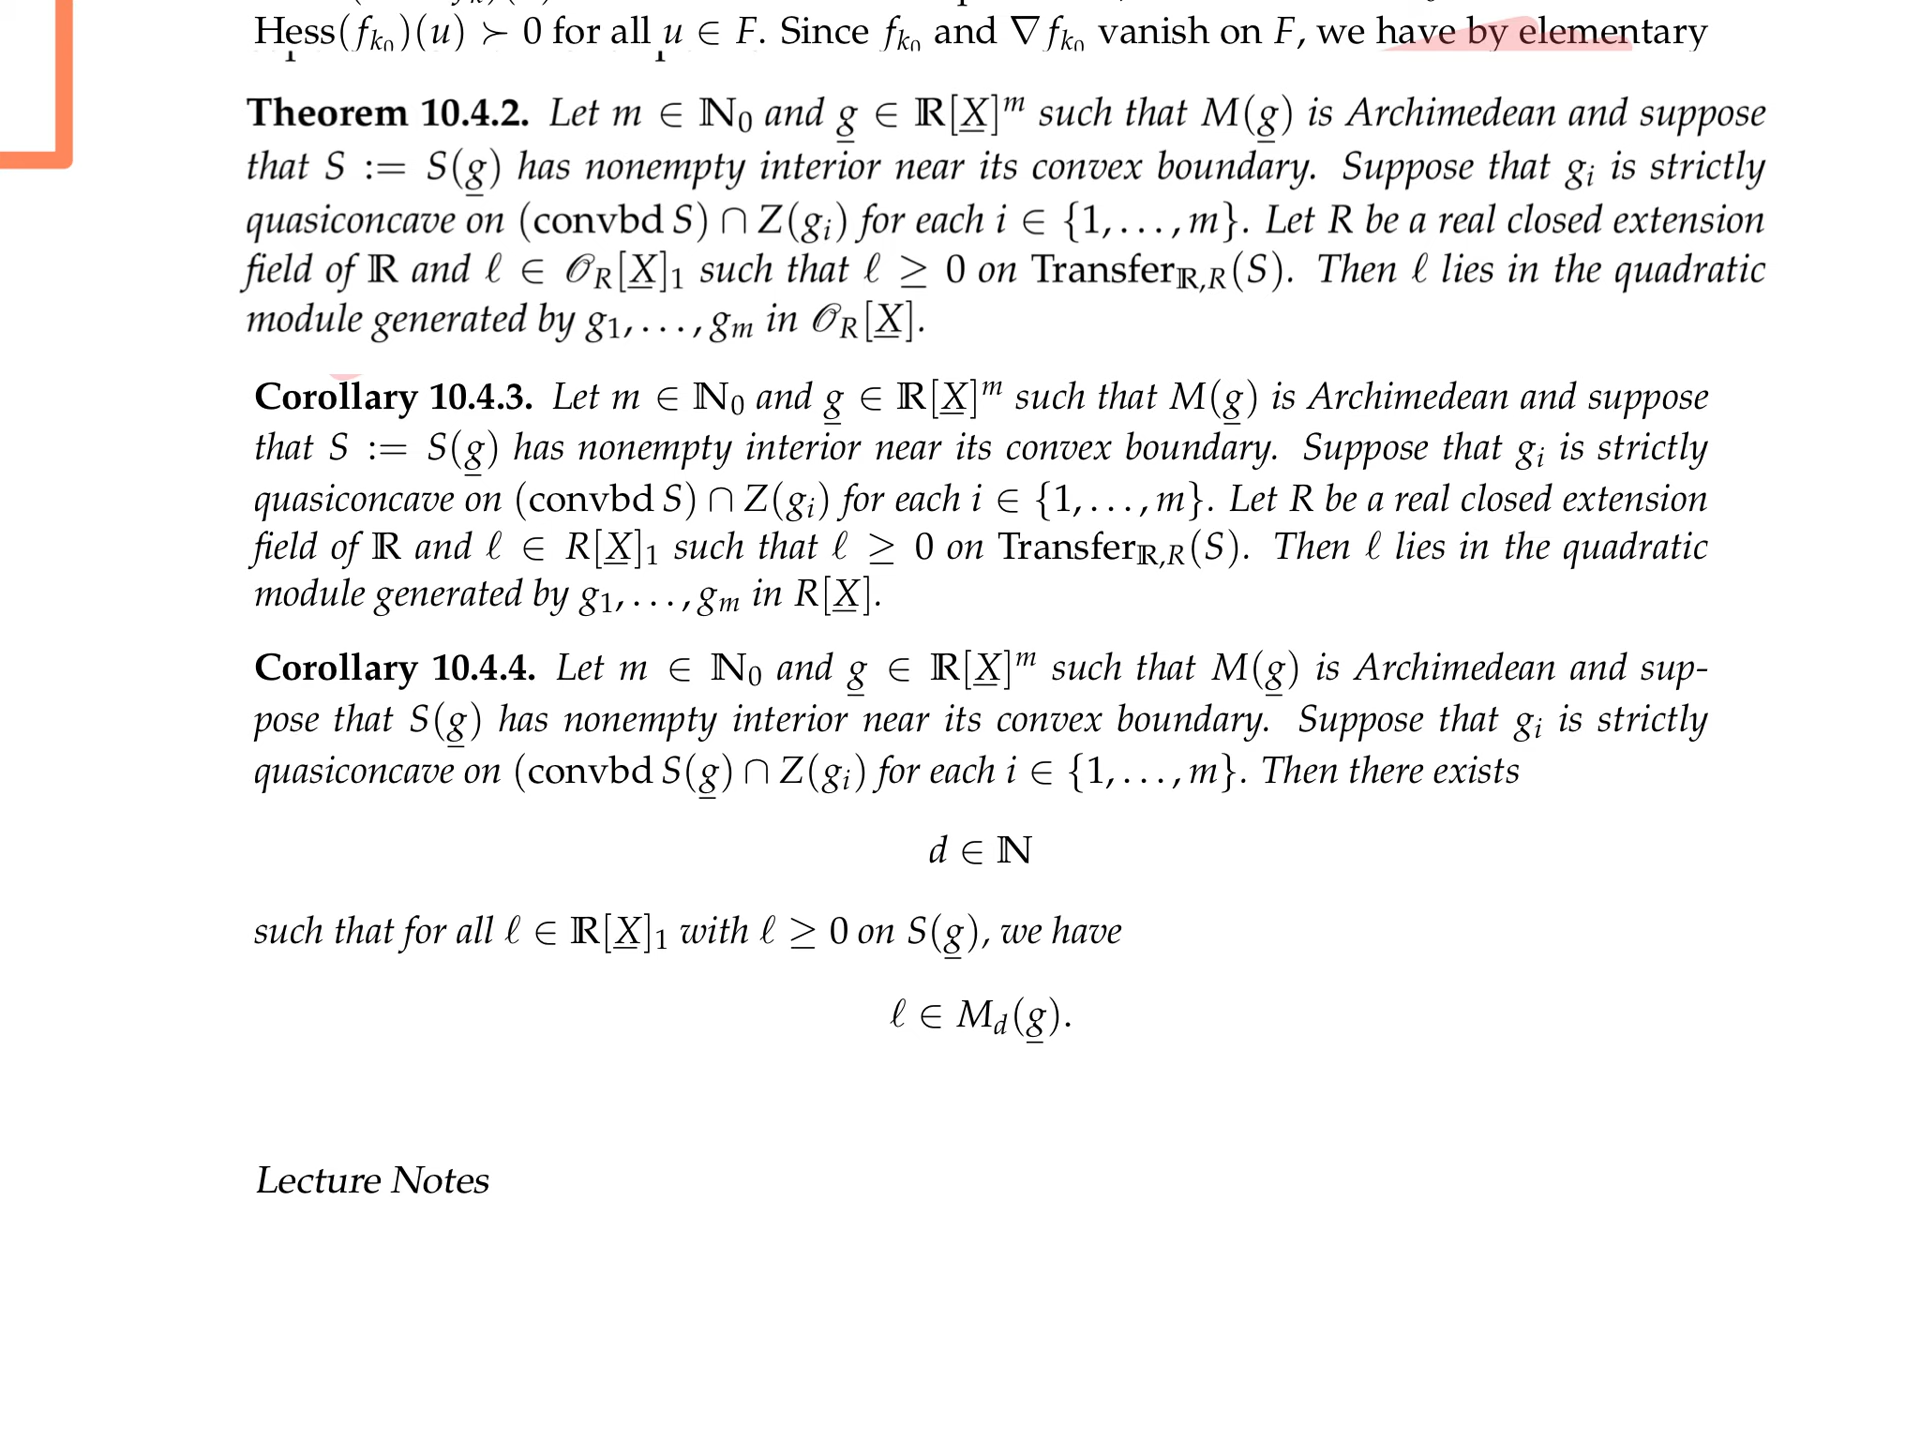 Hess(f_{k_0})(u) ≻ 0 for all u ∈ F. Since f_{k_0} and ∇f_{k_0} vanish on F, we have by elementary
Theorem 10.4.2. Let m ∈ ℕ₀ and g ∈ ℝ[X]^m such that M(g) is Archimedean and suppose
that S := S(g) has nonempty interior near its convex boundary. Suppose that g_i is strictly
quasiconcave on (convbd S) ∩ Z(g_i) for each i ∈ {1, . . . , m}. Let R be a real closed extension
field of ℝ and ℓ ∈ 𝒪_R[X]₁ such that ℓ ≥ 0 on Transfer_{ℝ,R}(S). Then ℓ lies in the quadratic
module generated by g₁, . . . , g_m in 𝒪_R[X].
Corollary 10.4.3. Let m ∈ ℕ₀ and g ∈ ℝ[X]^m such that M(g) is Archimedean and suppose
that S := S(g) has nonempty interior near its convex boundary. Suppose that g_i is strictly
quasiconcave on (convbd S) ∩ Z(g_i) for each i ∈ {1, . . . , m}. Let R be a real closed extension
field of ℝ and ℓ ∈ R[X]₁ such that ℓ ≥ 0 on Transfer_{ℝ,R}(S). Then ℓ lies in the quadratic
module generated by g₁, . . . , g_m in R[X].
Corollary 10.4.4. Let m ∈ ℕ₀ and g ∈ ℝ[X]^m such that M(g) is Archimedean and sup-
pose that S(g) has nonempty interior near its convex boundary. Suppose that g_i is strictly
quasiconcave on (convbd S(g) ∩ Z(g_i) for each i ∈ {1, . . . , m}. Then there exists
d ∈ ℕ
such that for all ℓ ∈ ℝ[X]₁ with ℓ ≥ 0 on S(g), we have
ℓ ∈ M_d(g).
Lecture Notes